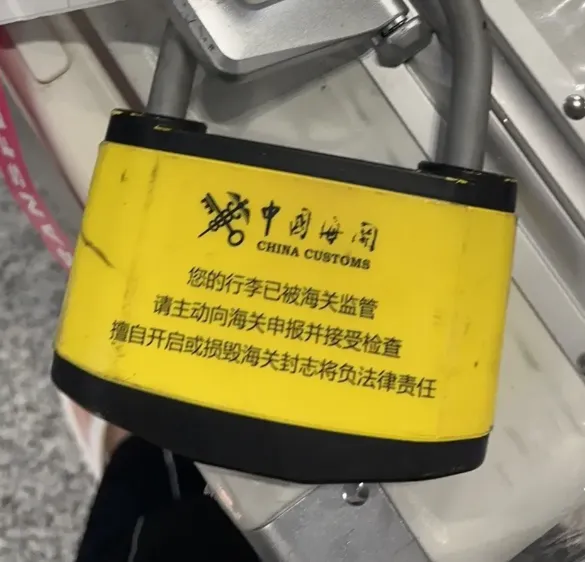 中国海关
CHINA CUSTOMS
您的行李已被海关监管
请主动向海关申报并接受检查
擅自开启或损毁海关封志将负法律责任